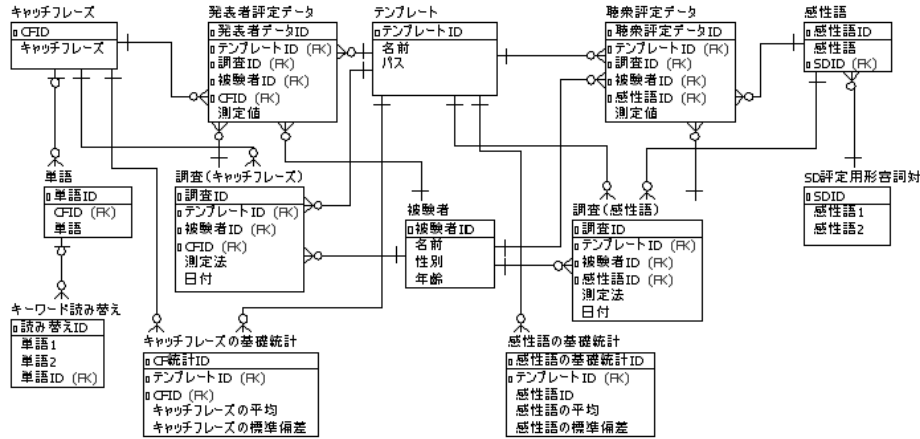 キャッチフレーズ
CFID
キャッチフレーズ
発表者評定データ
発表者データID
テンプレートID (FK)
調査ID (FK)
被験者ID (FK)
CFID (FK)
測定値
テンプレート
テンプレートID
名前
パス
聴衆評定データ
聴衆評定データID
テンプレートID (FK)
調査ID (FK)
被験者ID (FK)
感性語ID (FK)
測定値
感性語
感性語ID
感性語
SDID (FK)
単語
単語ID
CFID (FK)
単語
調査(キャッチフレーズ)
調査ID
テンプレートID (FK)
被験者ID (FK)
CFID (FK)
測定法
日付
被験者
被験者ID
名前
性別
年齢
調査(感性語)
調査ID
テンプレートID (FK)
被験者ID (FK)
感性語ID (FK)
測定法
日付
SD評定用形容詞対
SDID
感性語1
感性語2
キーワード読み替え
読み替えID
単語1
単語2
単語ID (FK)
キャッチフレーズの基礎統計
CF統計ID
テンプレートID (FK)
CFID (FK)
キャッチフレーズの平均
キャッチフレーズの標準偏差
感性語の基礎統計
感性語の基礎統計ID
テンプレートID (FK)
感性語ID
感性語の平均
感性語の標準偏差